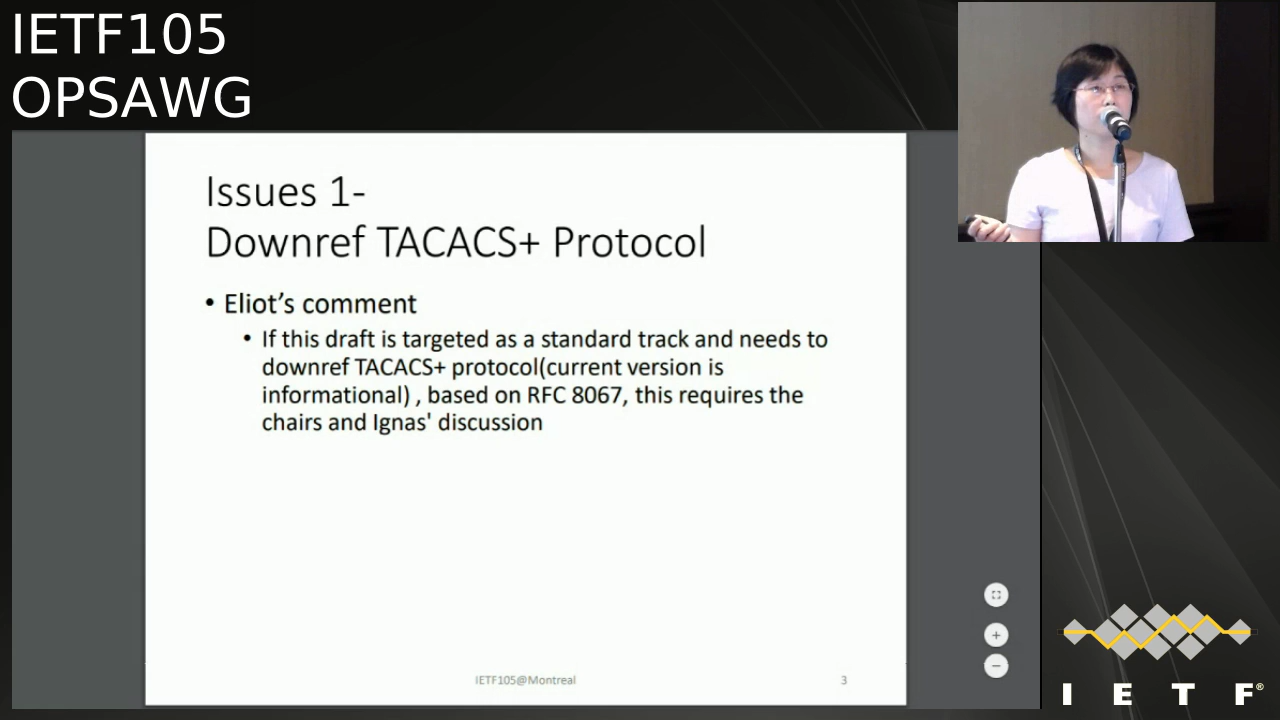 IETF105
OPSAWG
Issues 1-
Downref TACACS+ Protocol
• Eliot's comment
• If this draft is targeted as a standard track and needs to
downref TACACS+ protocol(current version is
informational) , based on RFC 8067, this requires the
chairs and Ignas' discussion
IETF105@Montreal
3
I E T F®